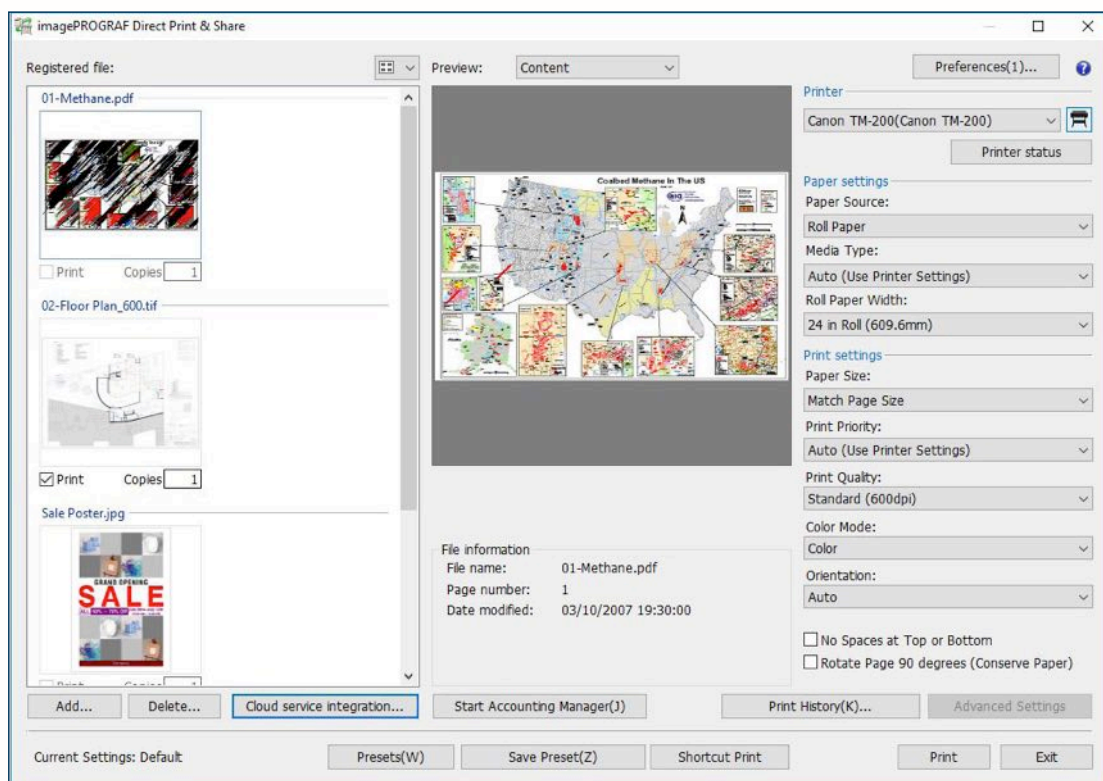 imagePROGRAF Direct Print & Share
Registered file:
Preview: Content
Preferences(1)...
01-Methane.pdf
Print Copies 1
02-Floor Plan_600.tif
Print Copies 1
Sale Poster.jpg
GRAND OPENING
SALE
Coalbed Methane In The US
N
File information
File name: 01-Methane.pdf
Page number: 1
Date modified: 03/10/2007 19:30:00
Printer
Canon TM-200(Canon TM-200)
Printer status
Paper settings
Paper Source:
Roll Paper
Media Type:
Auto (Use Printer Settings)
Roll Paper Width:
24 in Roll (609.6mm)
Print settings
Paper Size:
Match Page Size
Print Priority:
Auto (Use Printer Settings)
Print Quality:
Standard (600dpi)
Color Mode:
Color
Orientation:
Auto
No Spaces at Top or Bottom
Rotate Page 90 degrees (Conserve Paper)
Add... Delete... Cloud service integration... Start Accounting Manager(J) Print History(K)... Advanced Settings
Current Settings: Default Presets(W) Save Preset(Z) Shortcut Print Print Exit